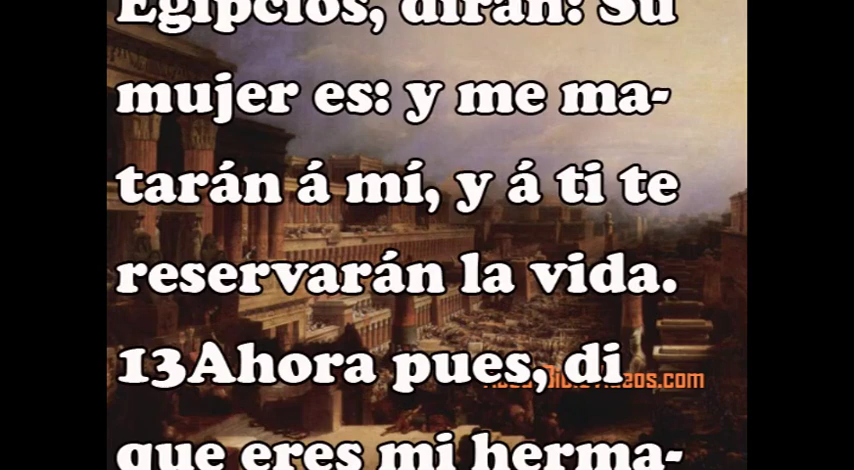 Egipcios, dirán: Su
mujer es: y me ma-
tarán á mí, y á ti te
reservarán la vida.
13Ahora pues, di
que eres mi herma-